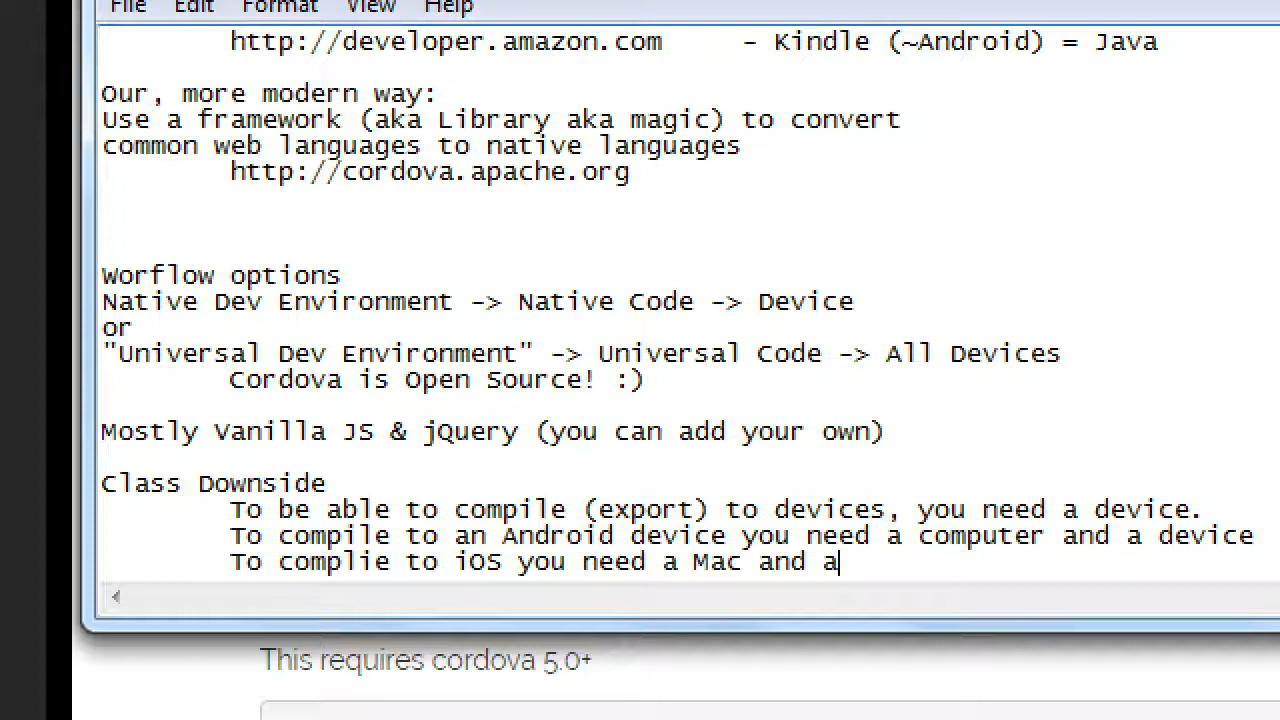 File Edit Format View Help
http://developer.amazon.com - Kindle (~Android) = Java
Our, more modern way:
Use a framework (aka Library aka magic) to convert
common web languages to native languages
http://cordova.apache.org
Worflow options
Native Dev Environment -> Native Code -> Device
or
"Universal Dev Environment" -> Universal Code -> All Devices
Cordova is Open Source! :)
Mostly Vanilla JS & jQuery (you can add your own)
Class Downside
To be able to compile (export) to devices, you need a device.
To compile to an Android device you need a computer and a device
To complie to iOS you need a Mac and a
This requires cordova 5.0+